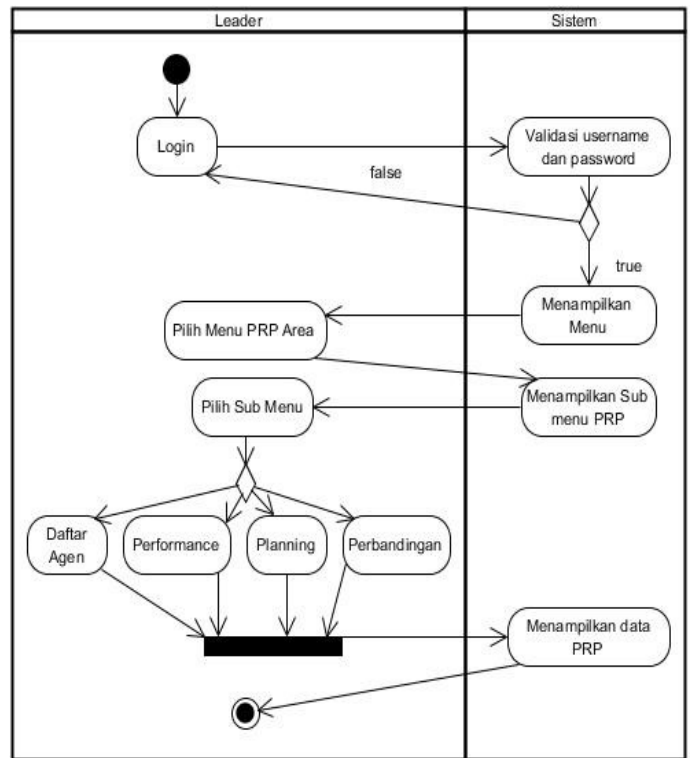 Leader
Sistem
Login
Validasi username
dan password
false
true
Menampilkan
Menu
Pilih Menu PRP Area
Menampilkan Sub
menu PRP
Pilih Sub Menu
Daftar
Agen
Performance
Planning
Perbandingan
Menampilkan data
PRP